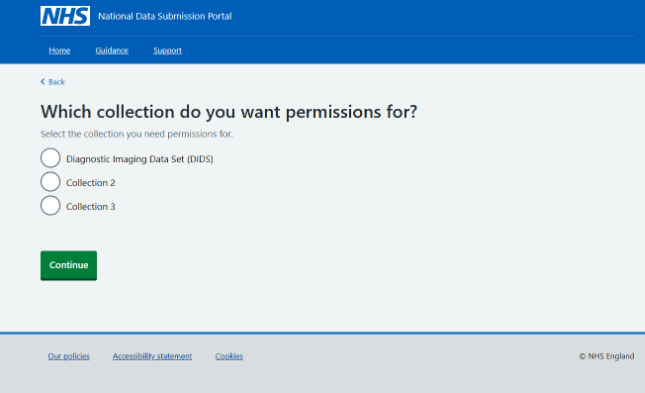 NHS National Data Submission Portal
Home Guidance Support
Back
Which collection do you want permissions for?
Select the collection you need permissions for.
Diagnostic Imaging Data Set (DIDS)
Collection 2
Collection 3
Continue
Our policies Accessibility statement Cookies © NHS England